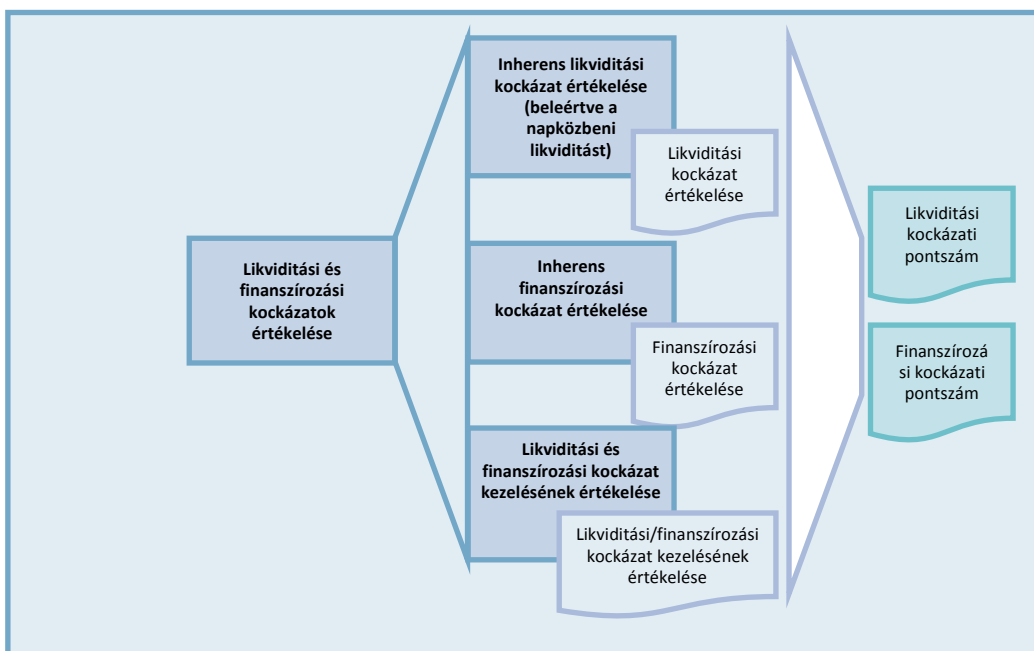 Likviditási és
finanszírozási
kockázatok
értékelése
Inherens likviditási
kockázat értékelése
(beleértve a
napközbeni
likviditást)
Likviditási
kockázat
értékelése
Inherens
finanszírozási
kockázat értékelése
Finanszírozási
kockázat
értékelése
Likviditási és
finanszírozási kockázat
kezelésének értékelése
Likviditási/finanszírozási
kockázat kezelésének
értékelése
Likviditási
kockázati
pontszám
Finanszírozá
si kockázati
pontszám